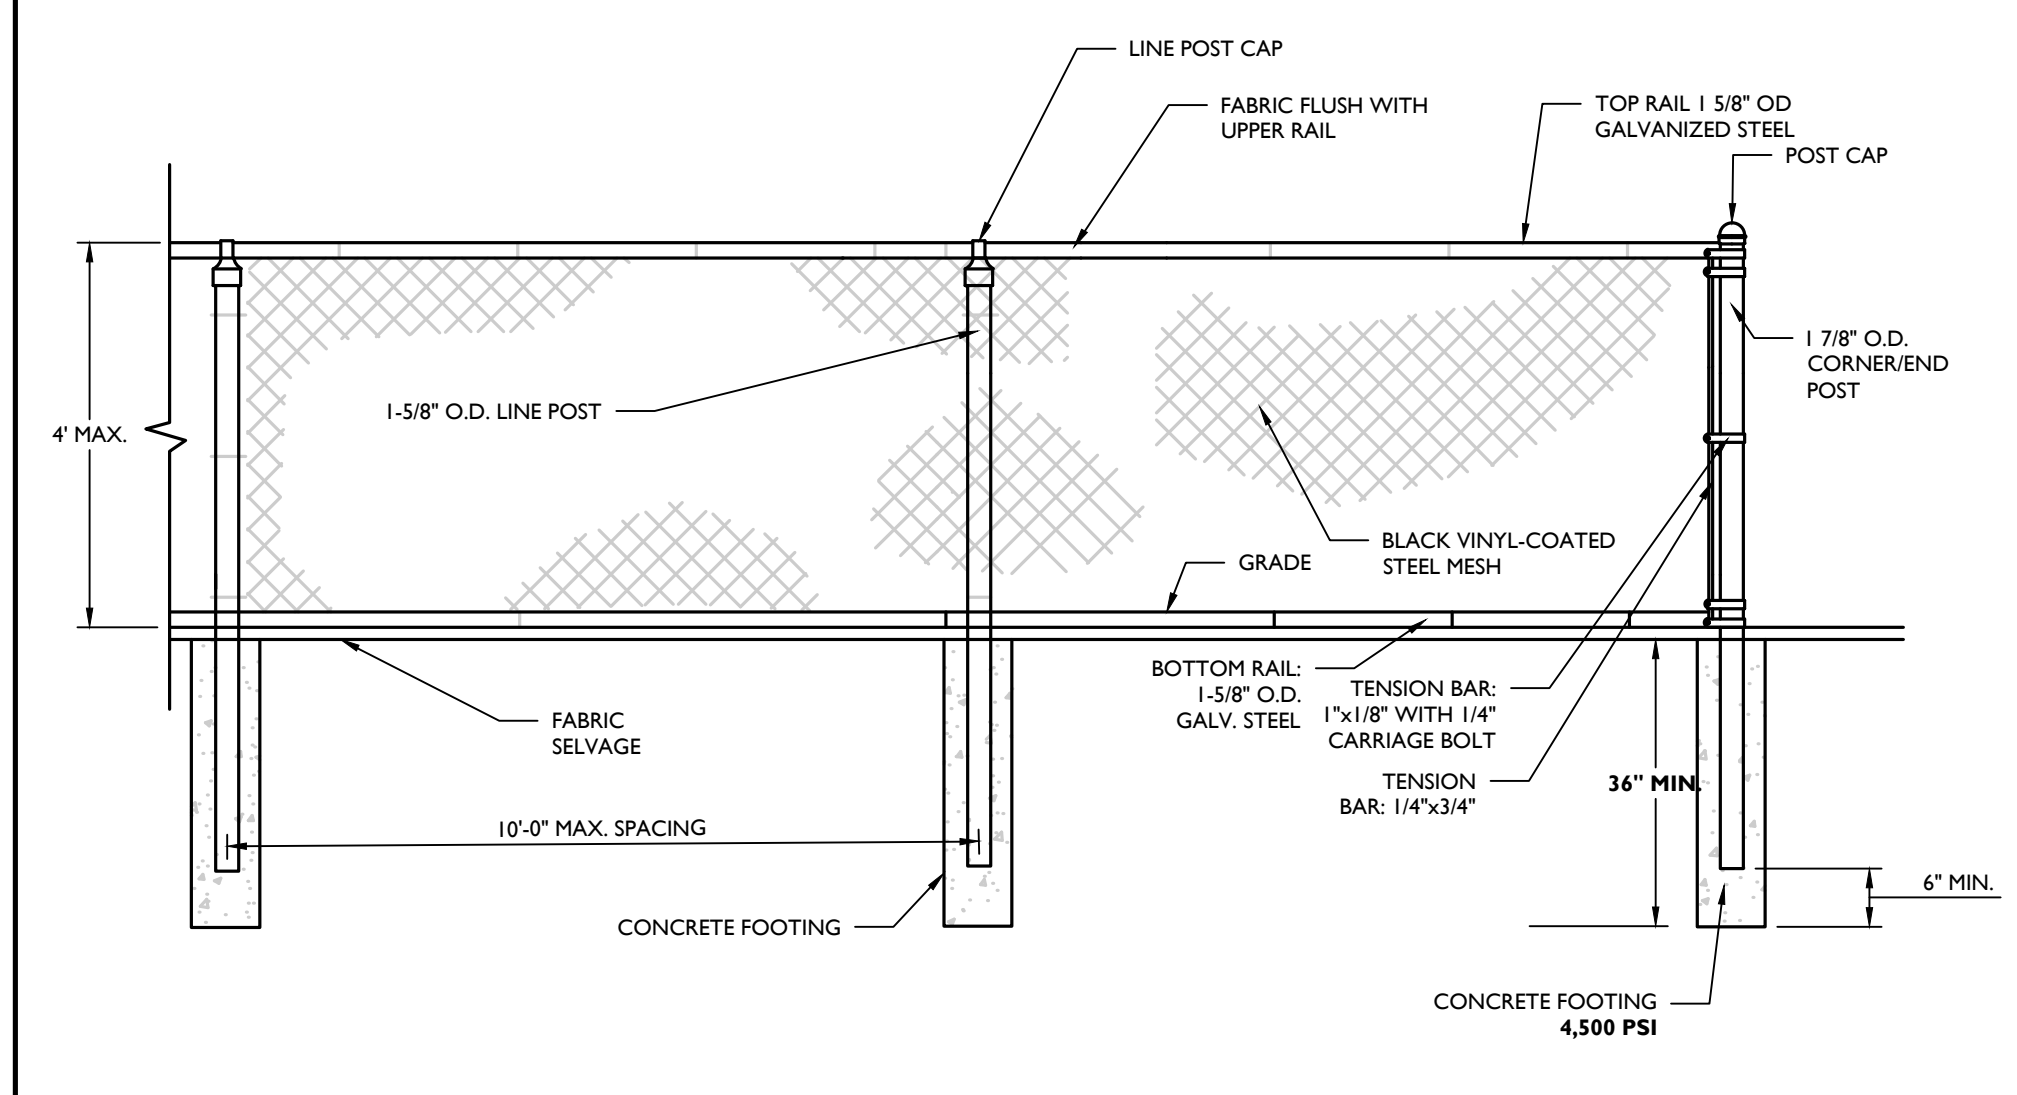 LINE POST CAP
FABRIC FLUSH WITH
UPPER RAIL
TOP RAIL 1 5/8" OD
GALVANIZED STEEL
POST CAP
1 7/8" O.D.
CORNER/END
POST
1-5/8" O.D. LINE POST
4' MAX.
BLACK VINYL-COATED
STEEL MESH
GRADE
BOTTOM RAIL:
1-5/8" O.D.
GALV. STEEL
TENSION BAR:
1"x1/8" WITH 1/4"
CARRIAGE BOLT
FABRIC
SELVAGE
TENSION
BAR: 1/4"x3/4"
36" MIN.
10'-0" MAX. SPACING
6" MIN.
CONCRETE FOOTING
CONCRETE FOOTING
4,500 PSI